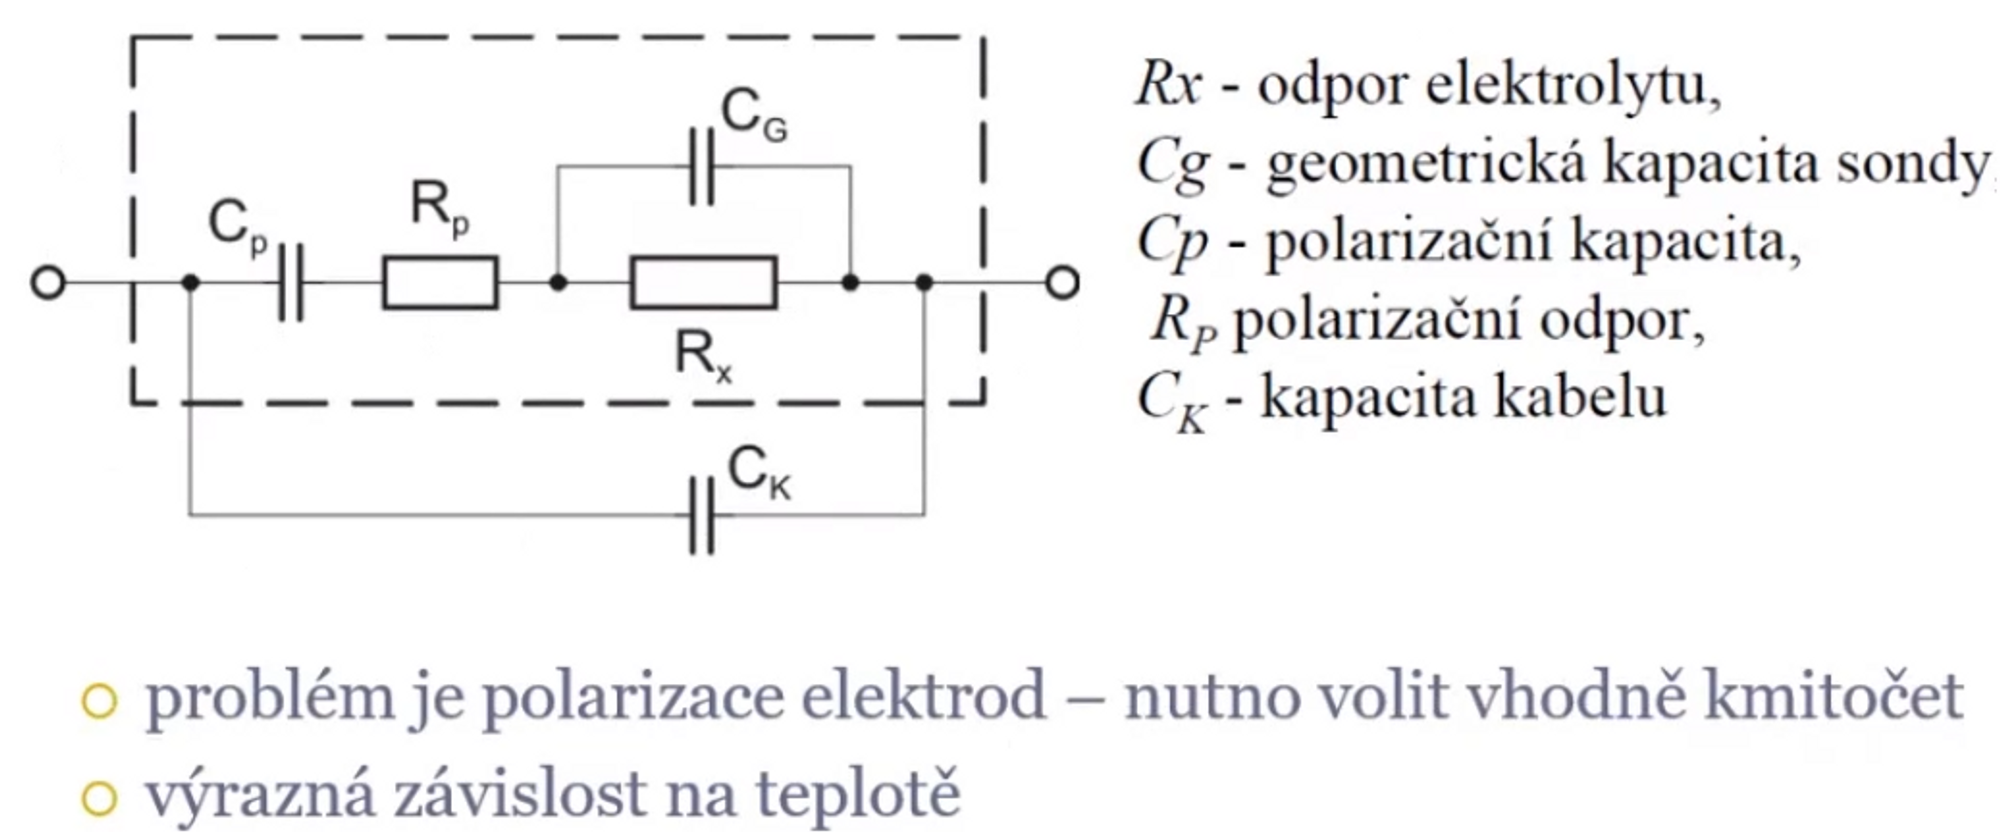 C_G
C_p
R_p
R_x
C_K
Rx - odpor elektrolytu,
Cg - geometrická kapacita sondy,
Cp - polarizační kapacita,
R_P polarizační odpor,
C_K - kapacita kabelu
problém je polarizace elektrod – nutno volit vhodně kmitočet
výrazná závislost na teplotě